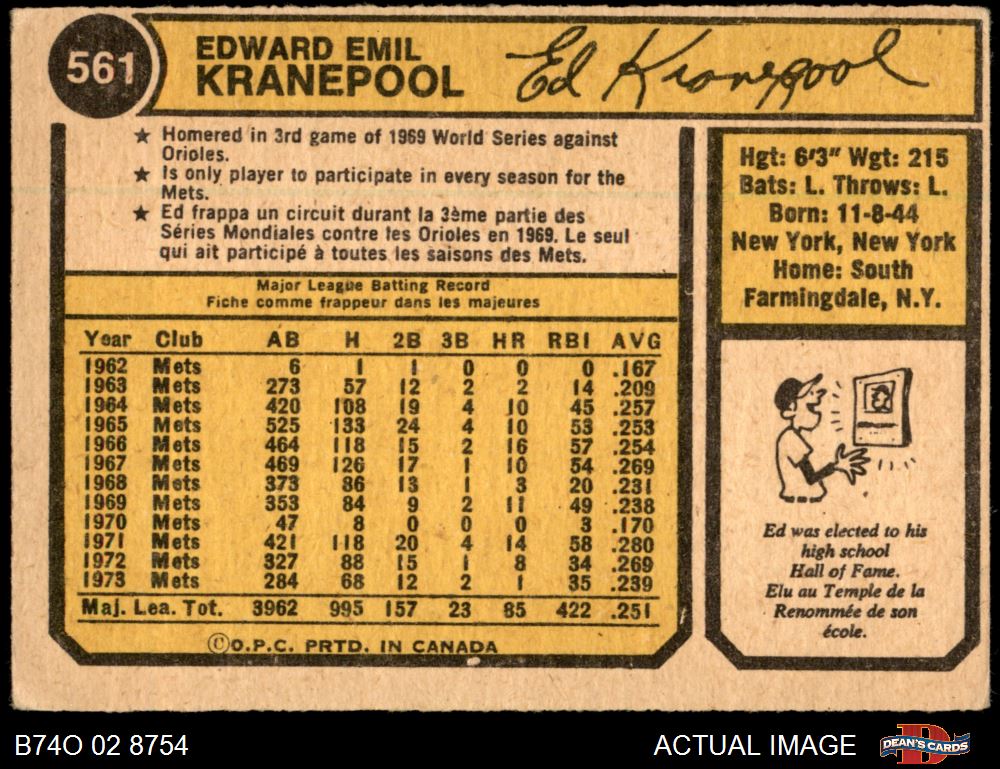 561
EDWARD EMIL
KRANEPOOL
Ed Kranepool
★ Homered in 3rd game of 1969 World Series against
Orioles.
★ Is only player to participate in every season for the
Mets.
★ Ed frappa un circuit durant la 3ème partie des
Séries Mondiales contre les Orioles en 1969. Le seul
qui ait participé à toutes les saisons des Mets.
Major League Batting Record
Fiche comme frappeur dans les majeures
Year Club AB H 2B 3B HR RBI AVG
1962 Mets 6 1 1 0 0 0 .167
1963 Mets 273 57 12 2 2 14 .209
1964 Mets 420 108 19 4 10 45 .257
1965 Mets 525 133 24 4 10 53 .253
1966 Mets 464 118 15 2 16 57 .254
1967 Mets 469 126 17 1 10 54 .269
1968 Mets 373 86 13 1 3 20 .231
1969 Mets 353 84 9 2 11 49 .238
1970 Mets 47 8 0 0 0 3 .170
1971 Mets 421 118 20 4 14 58 .280
1972 Mets 327 88 15 1 8 34 .269
1973 Mets 284 68 12 2 1 35 .239
Maj. Lea. Tot. 3962 995 157 23 85 422 .251
©O.P.C. PRTD. IN CANADA
Hgt: 6'3" Wgt: 215
Bats: L. Throws: L.
Born: 11-8-44
New York, New York
Home: South
Farmingdale, N.Y.
Ed was elected to his
high school
Hall of Fame.
Elu au Temple de la
Renommée de son
école.
B74O 02 8754
ACTUAL IMAGE
DEAN'S CARDS